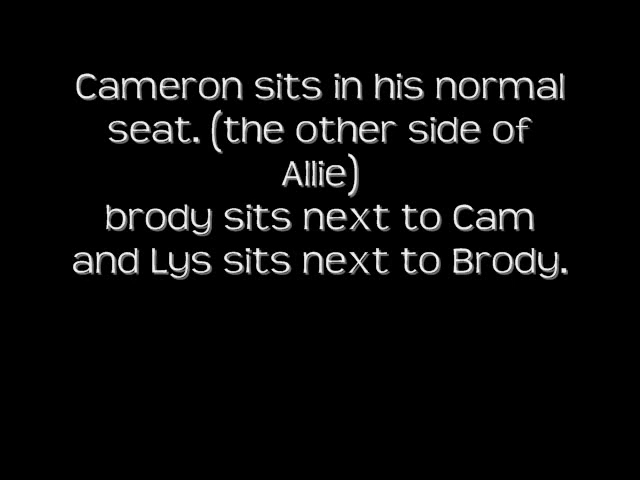 Cameron sits in his normal
seat. (the other side of
Allie)
brody sits next to Cam
and Lys sits next to Brody.